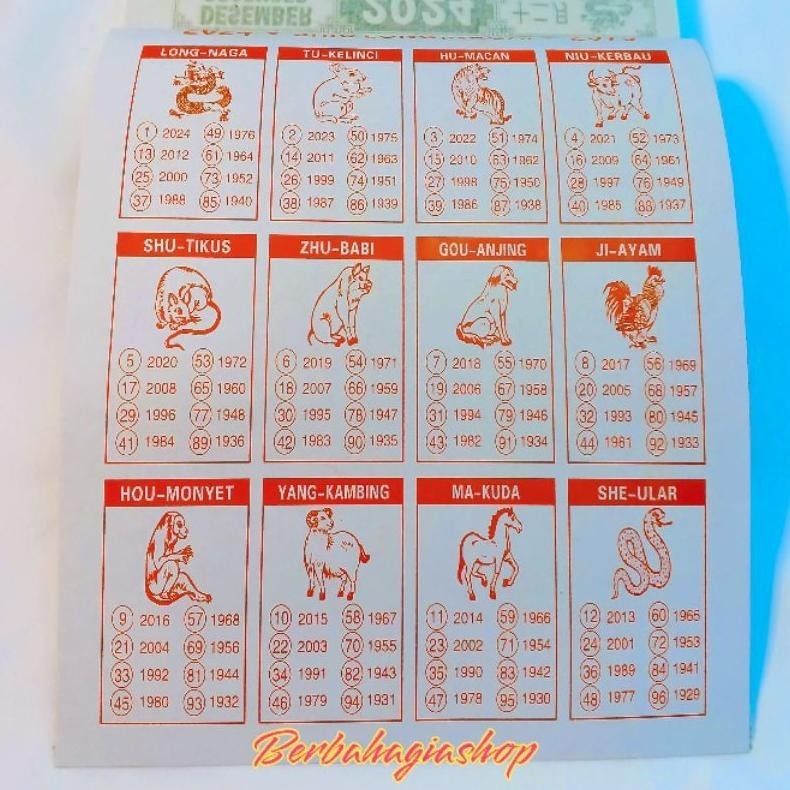 DESEMBER 2024 十二月
LONG-NAGA
1 2024 49 1976
13 2012 61 1964
25 2000 73 1952
37 1988 85 1940
TU-KELINCI
2 2023 50 1975
14 2011 62 1963
26 1999 74 1951
38 1987 86 1939
HU-MACAN
3 2022 51 1974
15 2010 63 1962
27 1998 75 1950
39 1986 87 1938
NIU-KERBAU
4 2021 52 1973
16 2009 64 1961
28 1997 76 1949
40 1985 88 1937
SHU-TIKUS
5 2020 53 1972
17 2008 65 1960
29 1996 77 1948
41 1984 89 1936
ZHU-BABI
6 2019 54 1971
18 2007 66 1959
30 1995 78 1947
42 1983 90 1935
GOU-ANJING
7 2018 55 1970
19 2006 67 1958
31 1994 79 1946
43 1982 91 1934
JI-AYAM
8 2017 56 1969
20 2005 68 1957
32 1993 80 1945
44 1981 92 1933
HOU-MONYET
9 2016 57 1968
21 2004 69 1956
33 1992 81 1944
45 1980 93 1932
YANG-KAMBING
10 2015 58 1967
22 2003 70 1955
34 1991 82 1943
46 1979 94 1931
MA-KUDA
11 2014 59 1966
23 2002 71 1954
35 1990 83 1942
47 1978 95 1930
SHE-ULAR
12 2013 60 1965
24 2001 72 1953
36 1989 84 1941
48 1977 96 1929
Berbahagiashop